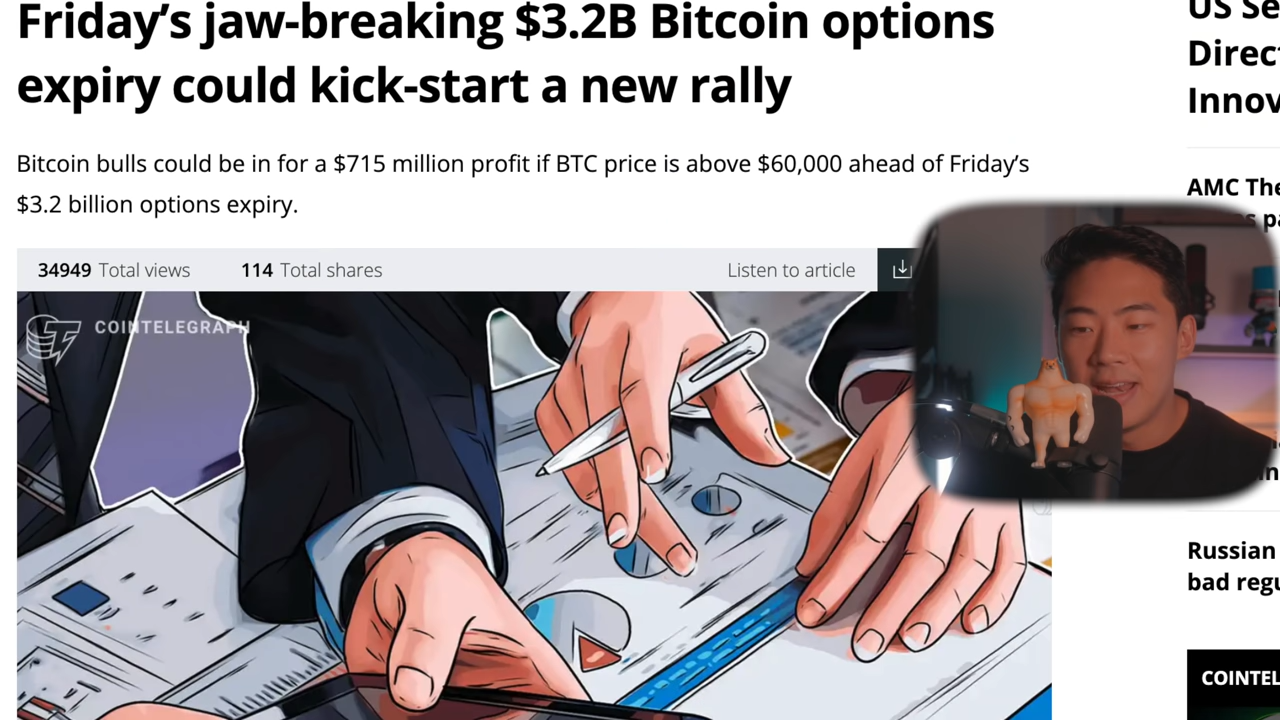 Friday's jaw-breaking $3.2B Bitcoin options
expiry could kick-start a new rally
Bitcoin bulls could be in for a $715 million profit if BTC price is above $60,000 ahead of Friday's
$3.2 billion options expiry.
34949 Total views 114 Total shares Listen to article
COINTELEGRAPH
US Se
Direct
Innov
AMC The
Russian
bad regu
COINTEL